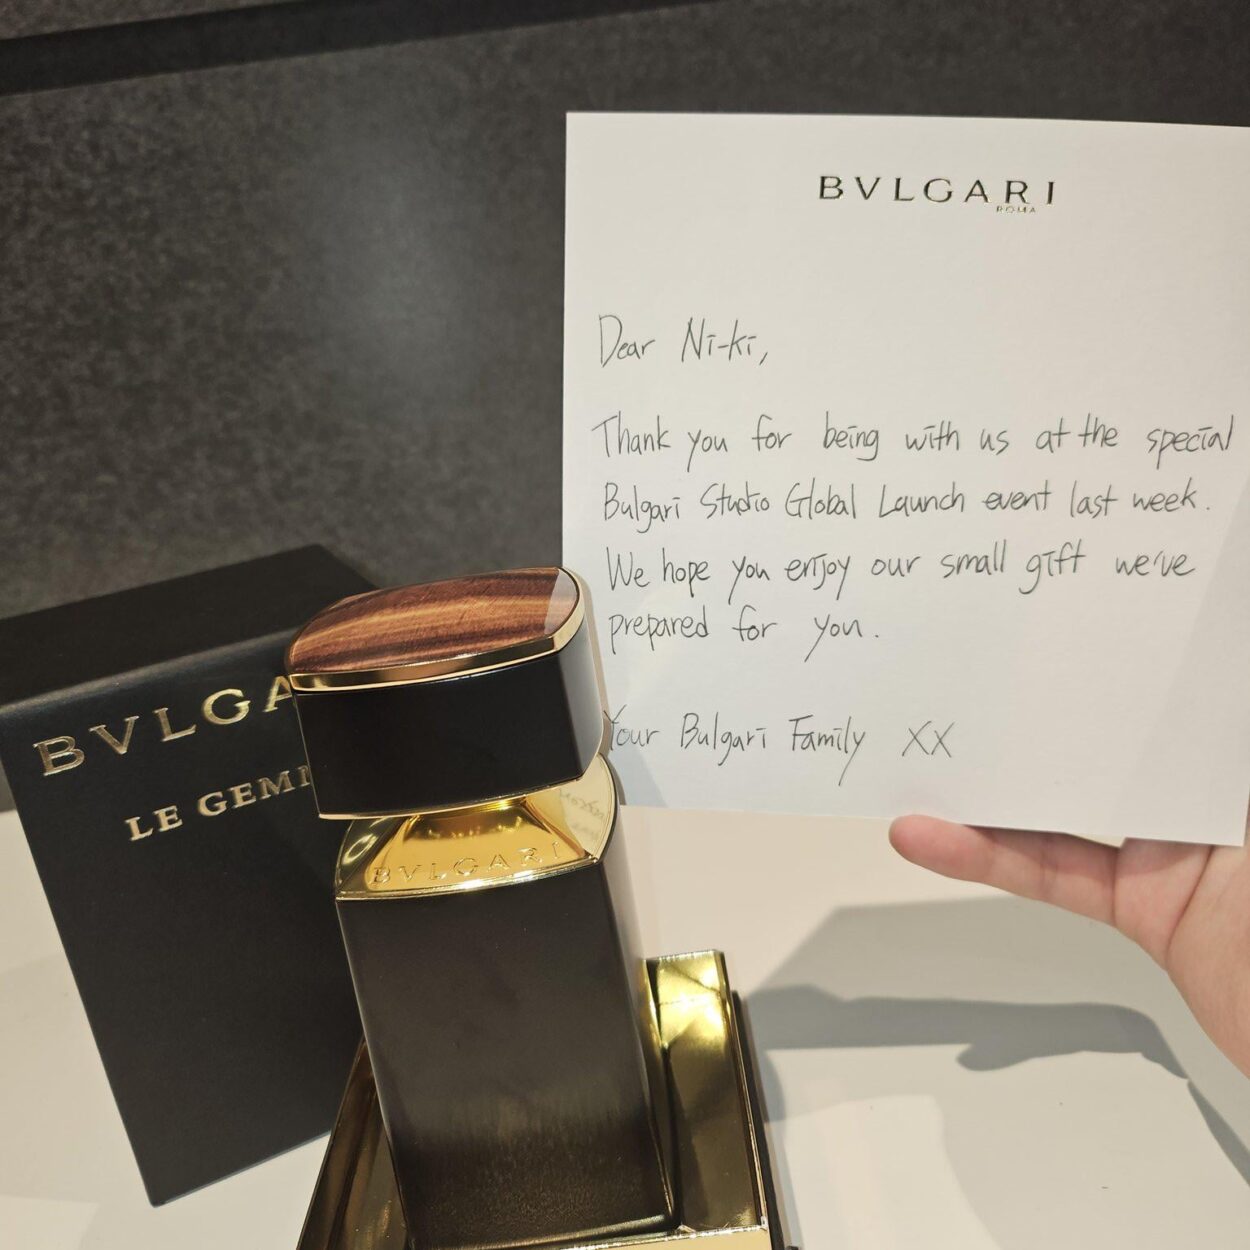 BVLGARI
ROMA
Dear Ni-ki,
Thank you for being with us at the special
Bulgari Studio Global Launch event last week.
We hope you enjoy our small gift we've
prepared for you.
Your Bulgari Family XX
BVLGA
LE GEMM
BVLGARI